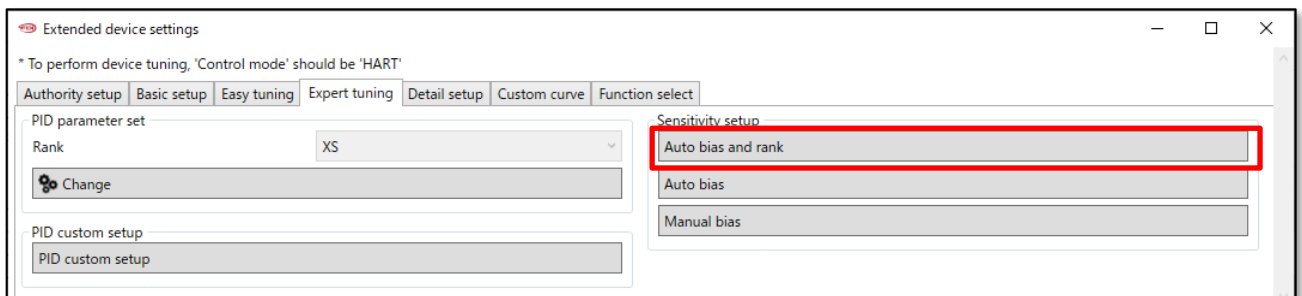 Extended device settings
* To perform device tuning, 'Control mode' should be 'HART'
Authority setup Basic setup Easy tuning Expert tuning Detail setup Custom curve Function select
PID parameter set
Rank XS
Change
PID custom setup
PID custom setup
Sensitivity setup
Auto bias and rank
Auto bias
Manual bias